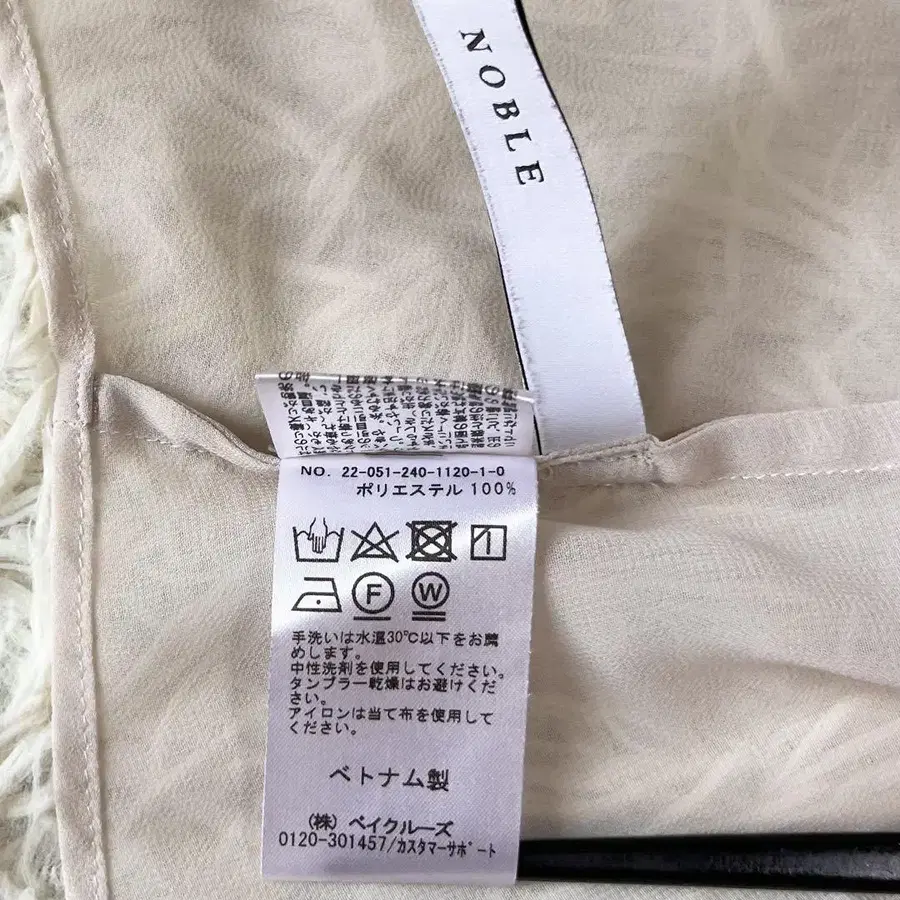 NOBLE
NO. 22-051-240-1120-1-0
ポリエステル 100%
F
W
手洗いは水温30℃以下をお薦
めします。
中性洗剤を使用してください。
タンブラー乾燥はお避けくだ
さい。
アイロンは当て布を使用して
ください。
ベトナム製
(株) ベイクルーズ
0120-301457/カスタマーサポート